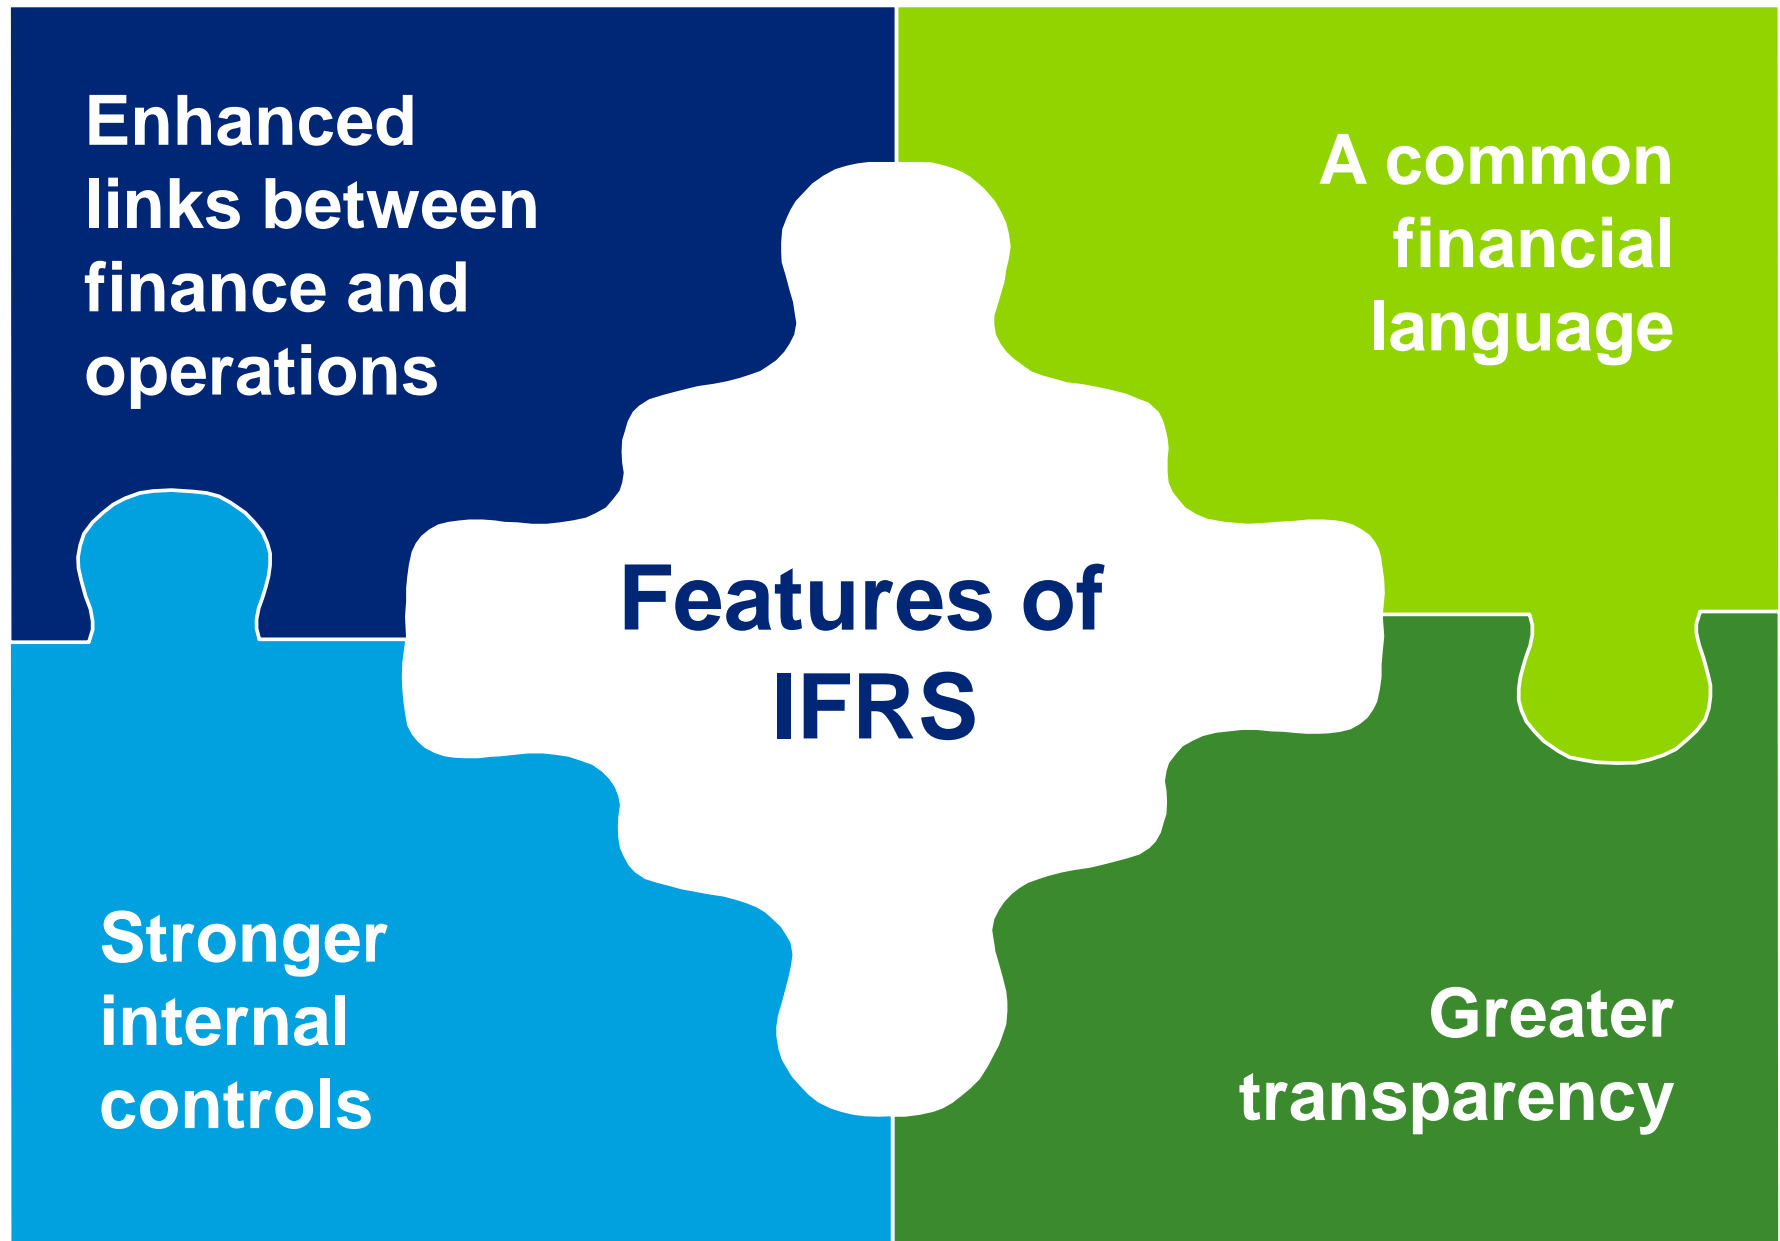 Enhanced
links between
finance and
operations
A common
financial
language
Features of
IFRS
Stronger
internal
controls
Greater
transparency